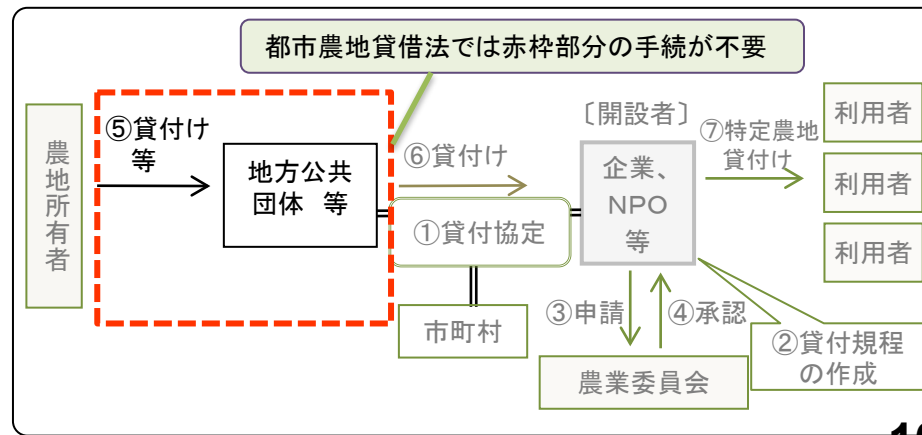 都市農地貸借法では赤枠部分の手続が不要
農地所有者
⑤貸付け
等
地方公共
団体 等
⑥貸付け
①貸付協定
市町村
〔開設者〕
企業、
NPO
等
③申請
④承認
農業委員会
⑦特定農地
貸付け
利用者
利用者
利用者
②貸付規程
の作成